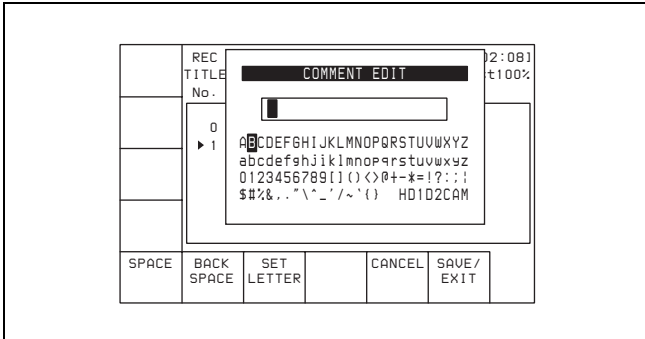 REC 02:08]
TITLE COMMENT EDIT t100%
No.
0
1
ABCDEFGHIJKLMNOPQRSTUVWXYZ
abcdefghijklmnopqrstuvwxyz
0123456789[]()<>@+-*=!?:;¦
$#%&,."\^_'/~`{} HD1D2CAM
SPACE BACK SET CANCEL SAVE/
SPACE LETTER EXIT